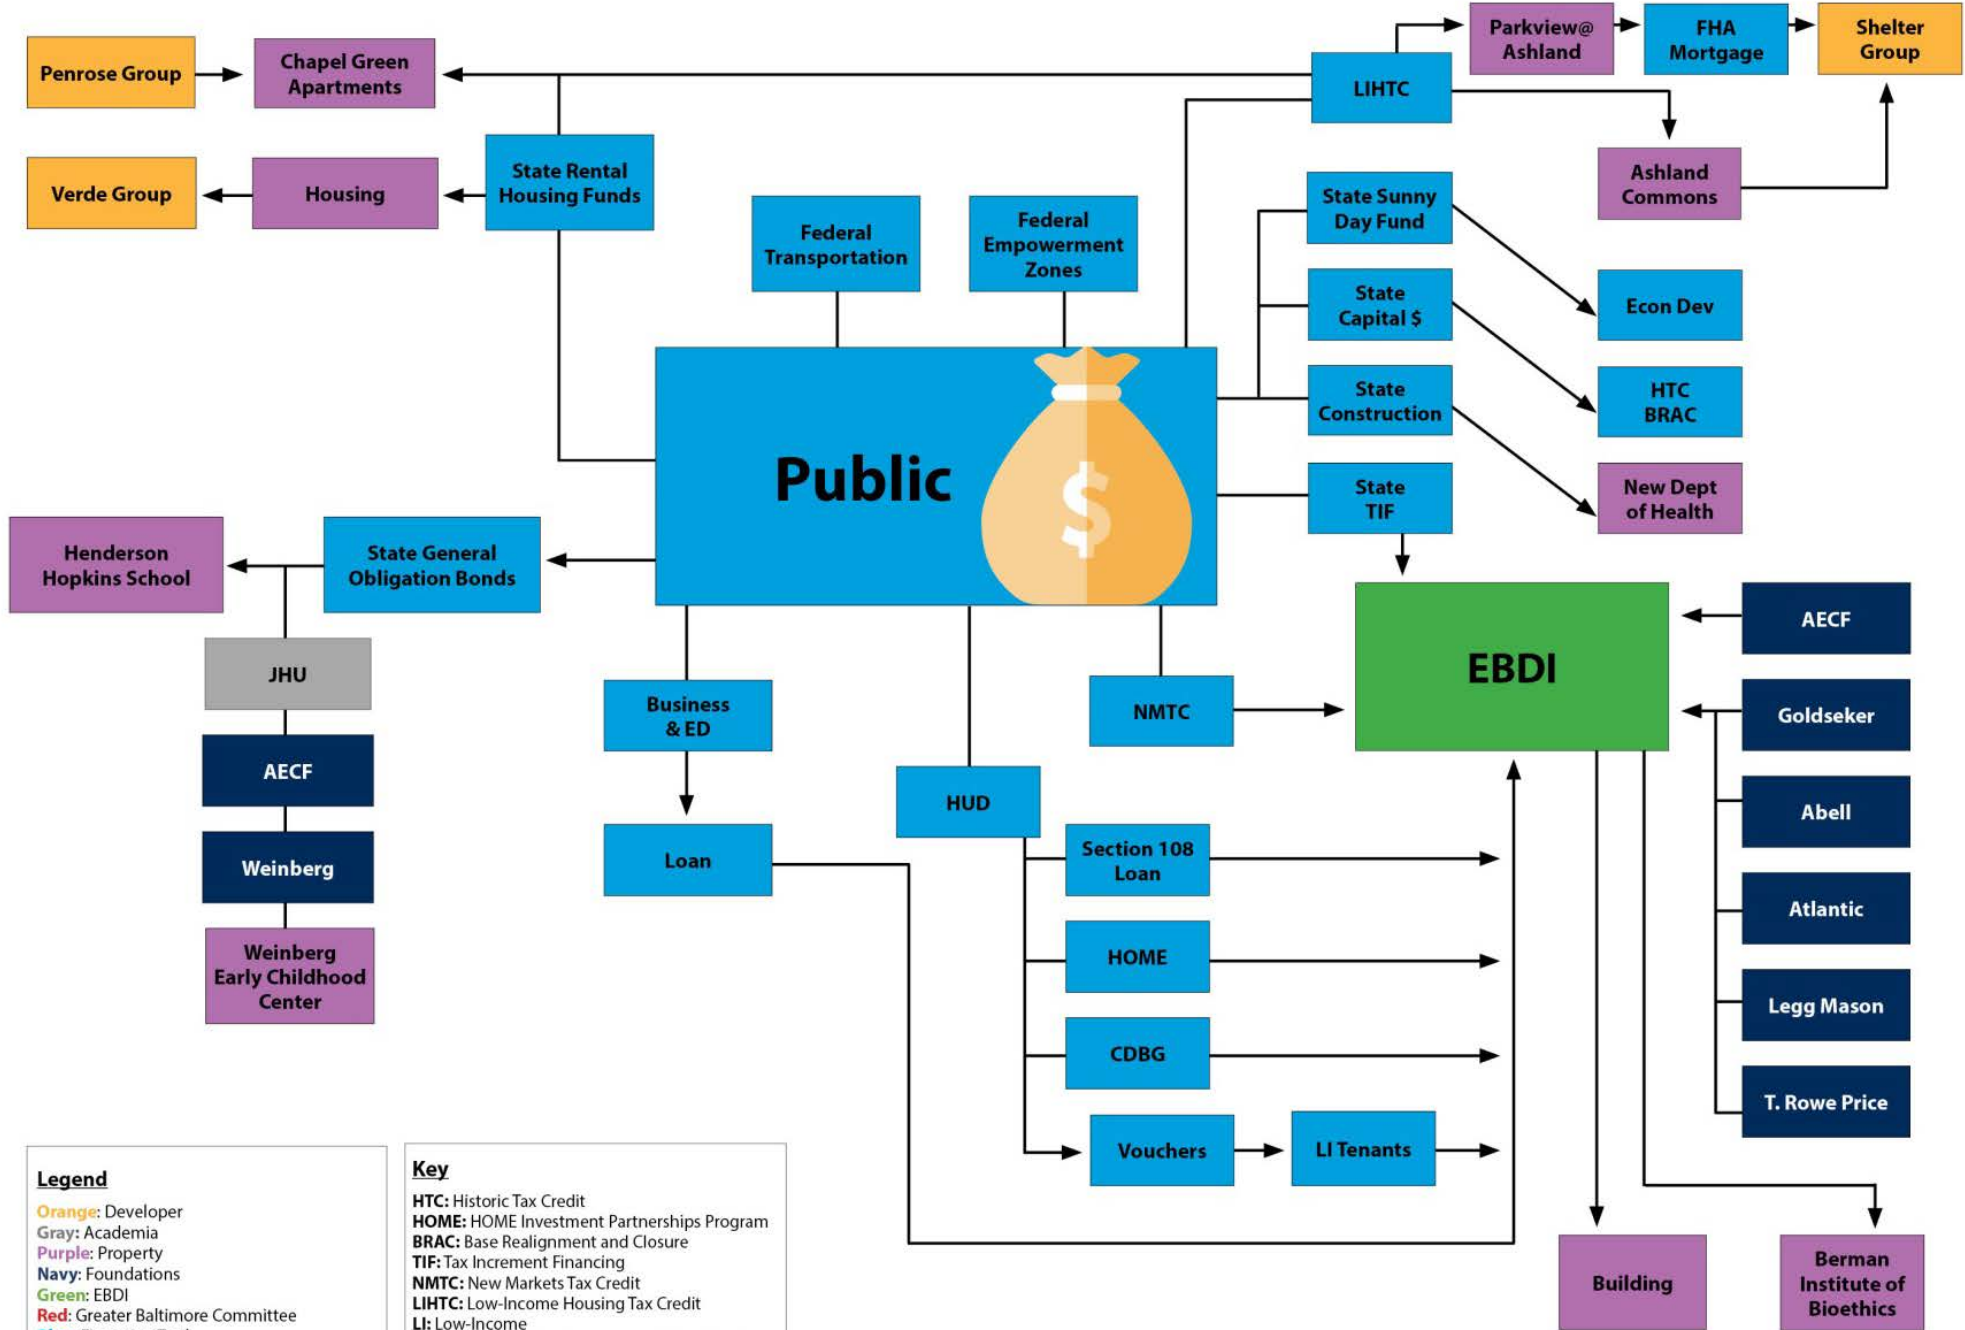 Parkview@
Ashland
FHA
Mortgage
Shelter
Group
Penrose Group
Chapel Green
Apartments
LIHTC
Verde Group
Housing
State Rental
Housing Funds
Ashland
Commons
Federal
Transportation
Federal
Empowerment
Zones
State Sunny
Day Fund
State
Capital $
Econ Dev
State
Construction
HTC
BRAC
Public
$
State
TIF
New Dept
of Health
Henderson
Hopkins School
State General
Obligation Bonds
JHU
AECF
Weinberg
Weinberg
Early Childhood
Center
Business
& ED
Loan
HUD
NMTC
EBDI
AECF
Goldseker
Abell
Atlantic
Legg Mason
T. Rowe Price
Section 108
Loan
HOME
CDBG
Vouchers
LI Tenants
Building
Berman
Institute of
Bioethics
Legend
Orange: Developer
Gray: Academia
Purple: Property
Navy: Foundations
Green: EBDI
Red: Greater Baltimore Committee
Key
HTC: Historic Tax Credit
HOME: HOME Investment Partnerships Program
BRAC: Base Realignment and Closure
TIF: Tax Increment Financing
NMTC: New Markets Tax Credit
LIHTC: Low-Income Housing Tax Credit
LI: Low-Income